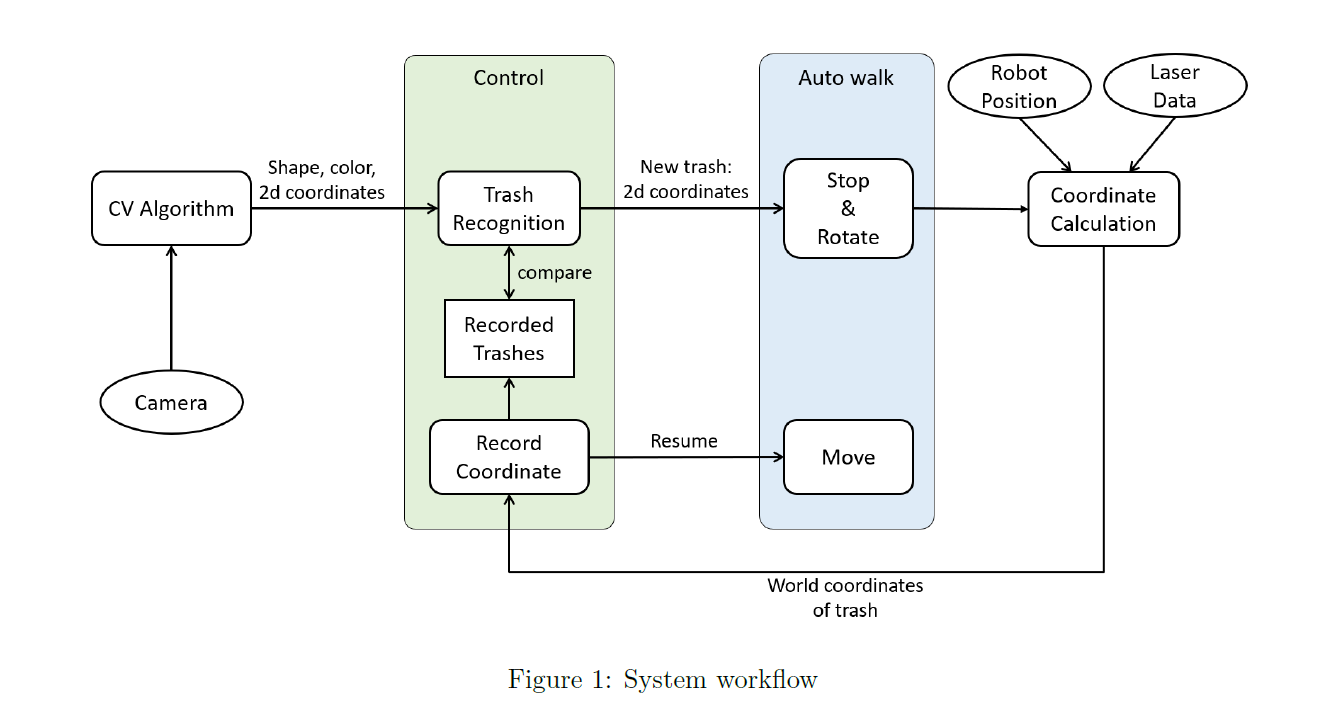 Control
Auto walk
Robot
Position
Laser
Data
CV Algorithm
Shape, color,
2d coordinates
Trash
Recognition
New trash:
2d coordinates
Stop
&
Rotate
Coordinate
Calculation
compare
Recorded
Trashes
Camera
Record
Coordinate
Resume
Move
World coordinates
of trash
Figure 1: System workflow